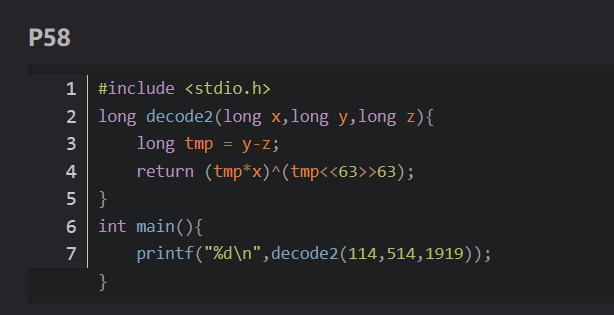 P58
1 #include <stdio.h>
2 long decode2(long x,long y,long z){
3 long tmp = y-z;
4 return (tmp*x)^(tmp<<63>>63);
5 }
6 int main(){
7 printf("%d\n",decode2(114,514,1919));
}